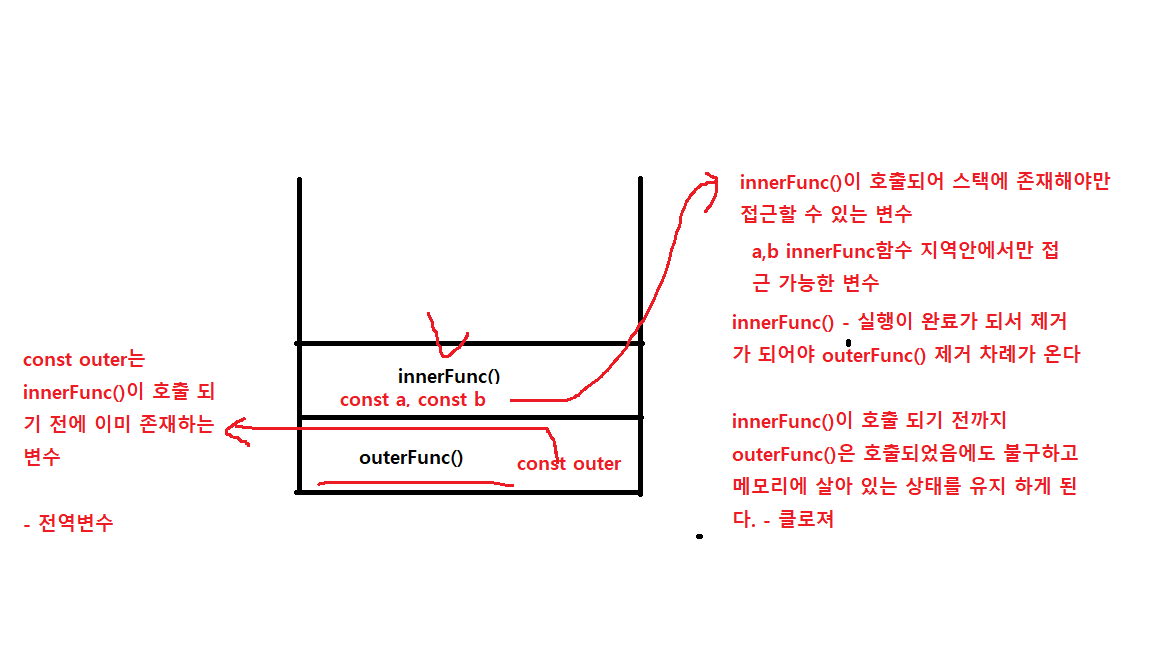 innerFunc()이 호출되어 스택에 존재해야만
접근할 수 있는 변수
a,b innerFunc함수 지역안에서만 접
근 가능한 변수
innerFunc() - 실행이 완료가 되서 제거
가 되어야 outerFunc() 제거 차례가 온다
const outer는
innerFunc()이 호출 되
기 전에 이미 존재하는
변수
- 전역변수
innerFunc()
const a, const b
outerFunc()
const outer
innerFunc()이 호출 되기 전까지
outerFunc()은 호출되었음에도 불구하고
메모리에 살아 있는 상태를 유지 하게 된
다. - 클로져